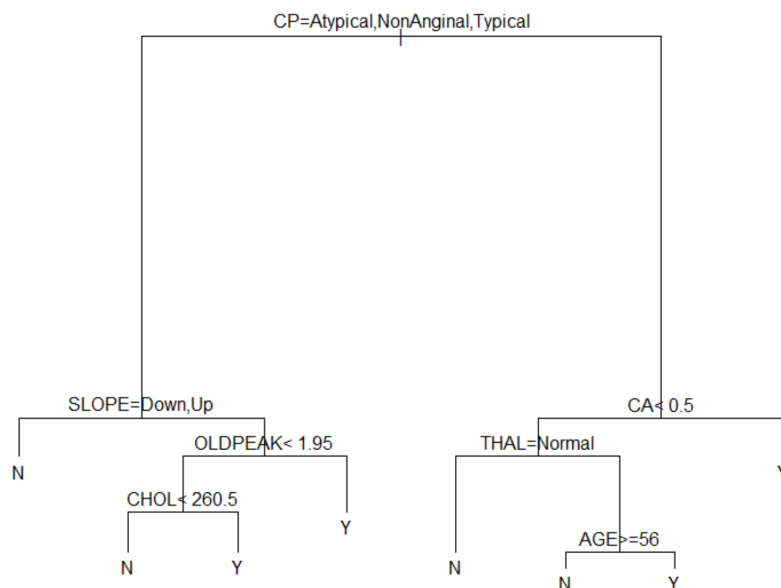 CP=Atypical,NonAnginal,Typical
SLOPE=Down,Up
CA< 0.5
OLDPEAK< 1.95
THAL=Normal
N
Y
CHOL< 260.5
Y
AGE>=56
N
Y
N
N
Y